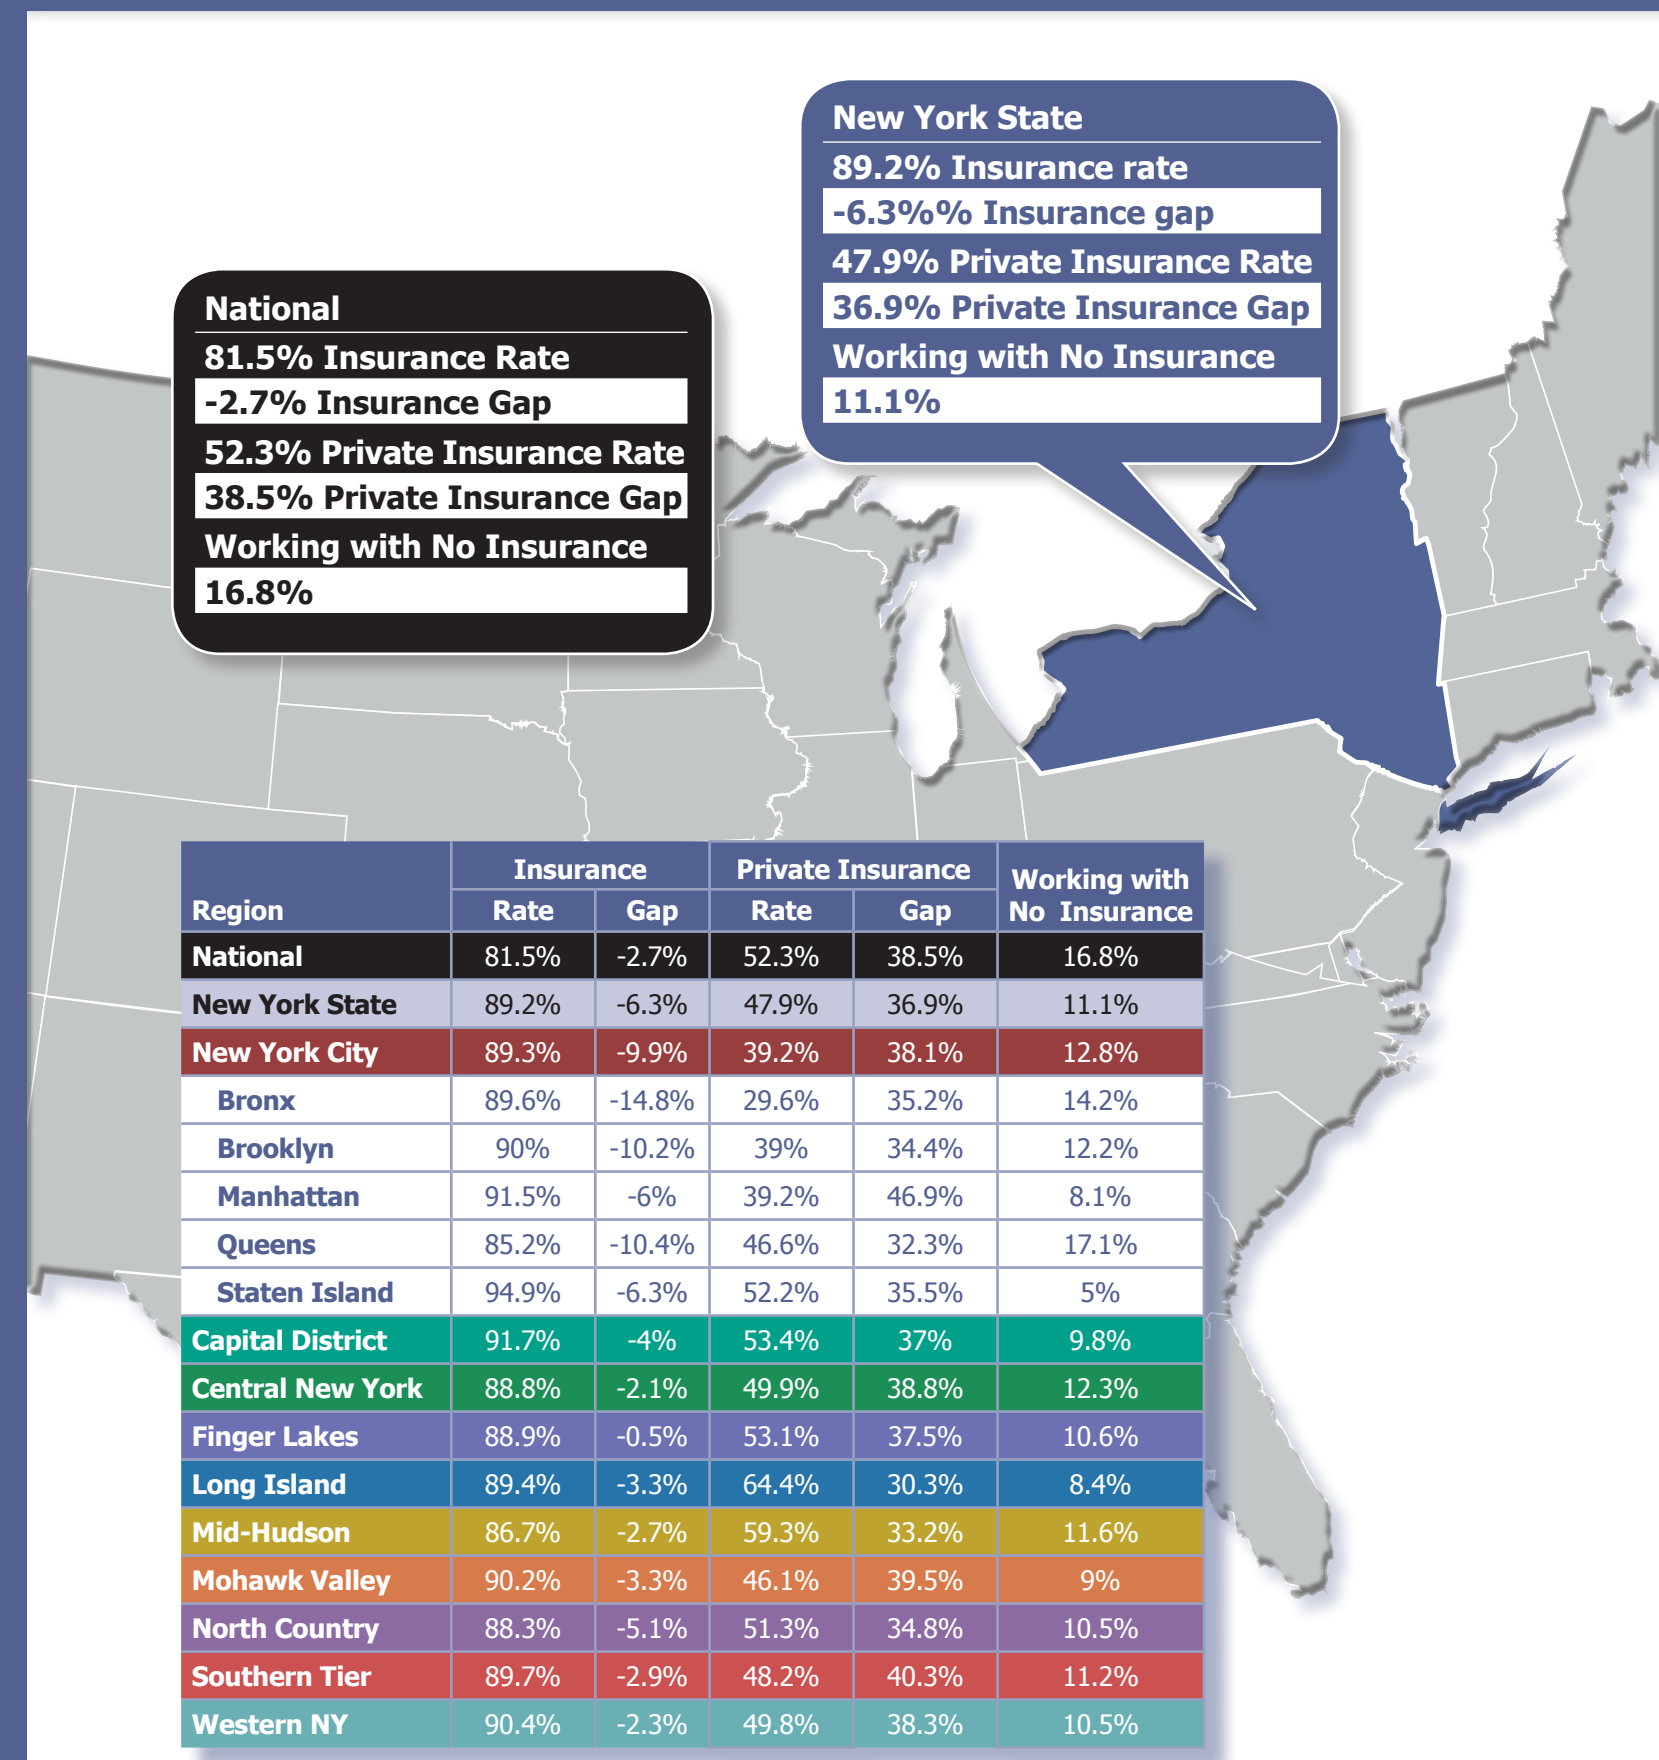 New York State
89.2% Insurance rate
-6.3%% Insurance gap
47.9% Private Insurance Rate
36.9% Private Insurance Gap
Working with No Insurance
11.1%
National
81.5% Insurance Rate
-2.7% Insurance Gap
52.3% Private Insurance Rate
38.5% Private Insurance Gap
Working with No Insurance
16.8%
Insurance Private Insurance Working with
Region Rate Gap Rate Gap No Insurance
National 81.5% -2.7% 52.3% 38.5% 16.8%
New York State 89.2% -6.3% 47.9% 36.9% 11.1%
New York City 89.3% -9.9% 39.2% 38.1% 12.8%
Bronx 89.6% -14.8% 29.6% 35.2% 14.2%
Brooklyn 90% -10.2% 39% 34.4% 12.2%
Manhattan 91.5% -6% 39.2% 46.9% 8.1%
Queens 85.2% -10.4% 46.6% 32.3% 17.1%
Staten Island 94.9% -6.3% 52.2% 35.5% 5%
Capital District 91.7% -4% 53.4% 37% 9.8%
Central New York 88.8% -2.1% 49.9% 38.8% 12.3%
Finger Lakes 88.9% -0.5% 53.1% 37.5% 10.6%
Long Island 89.4% -3.3% 64.4% 30.3% 8.4%
Mid-Hudson 86.7% -2.7% 59.3% 33.2% 11.6%
Mohawk Valley 90.2% -3.3% 46.1% 39.5% 9%
North Country 88.3% -5.1% 51.3% 34.8% 10.5%
Southern Tier 89.7% -2.9% 48.2% 40.3% 11.2%
Western NY 90.4% -2.3% 49.8% 38.3% 10.5%